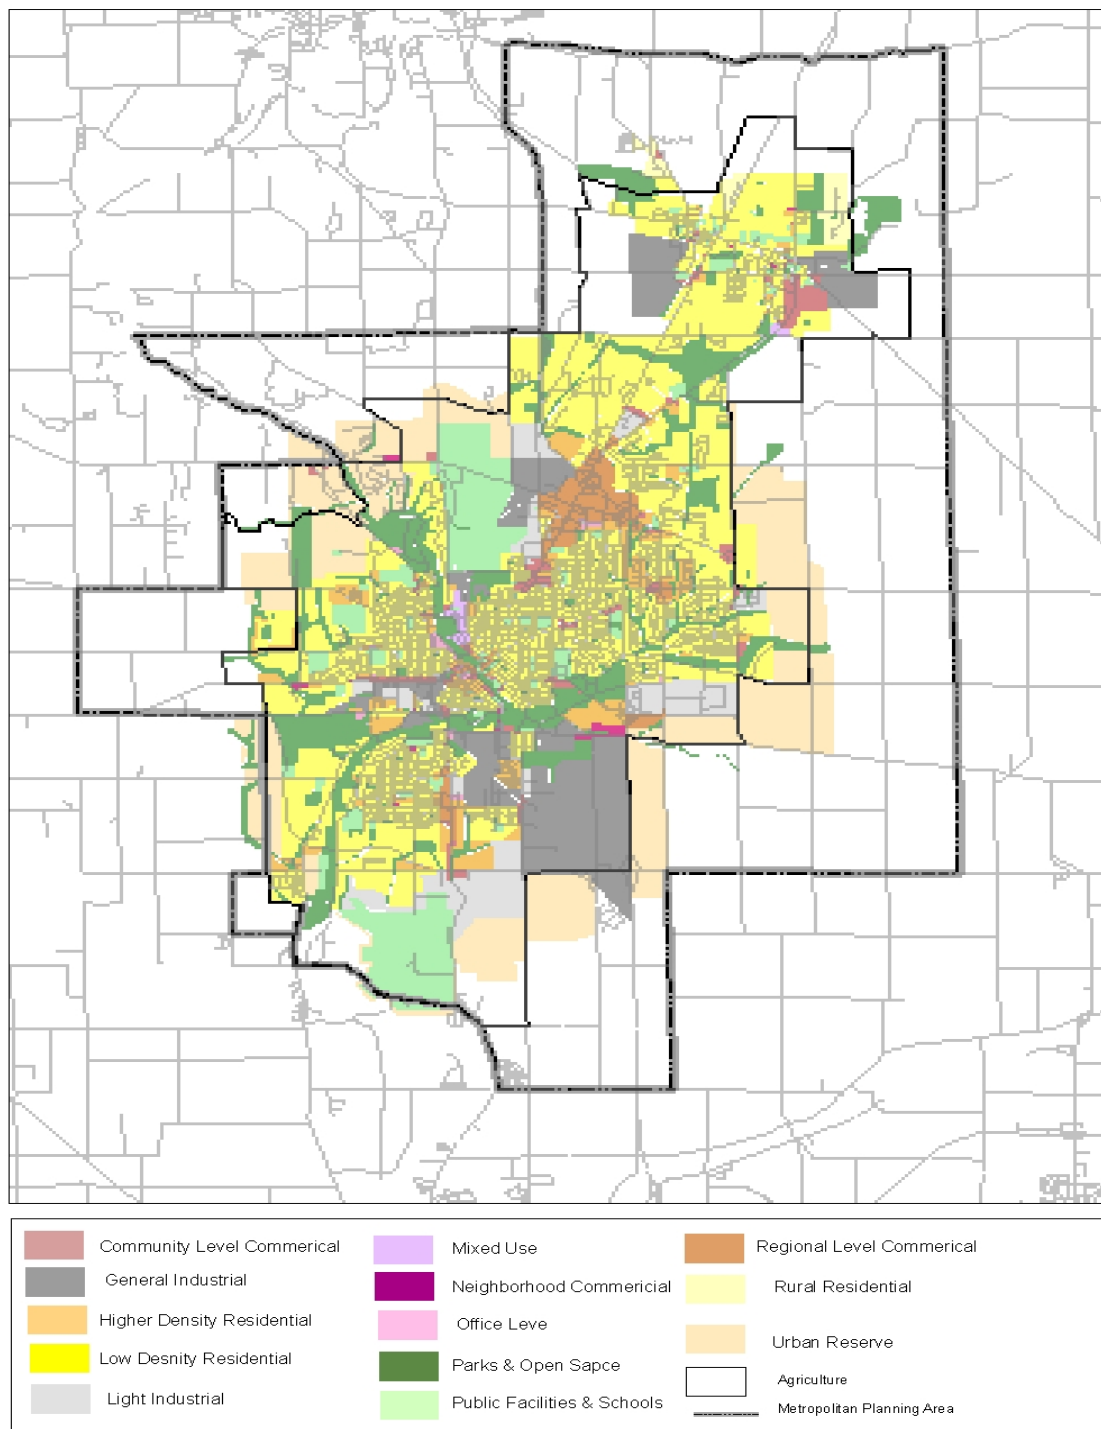 Community Level Commerical
General Industrial
Higher Density Residential
Low Desnity Residential
Light Industrial
Mixed Use
Neighborhood Commericial
Office Leve
Parks & Open Sapce
Public Facilities & Schools
Regional Level Commerical
Rural Residential
Urban Reserve
Agriculture
Metropolitan Planning Area